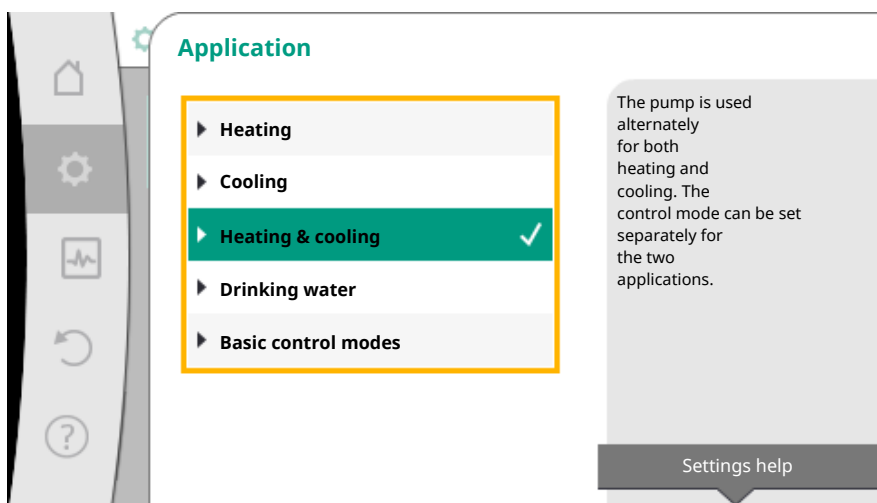 Application
Heating
Cooling
Heating & cooling
Drinking water
Basic control modes
The pump is used
alternately
for both
heating and
cooling. The
control mode can be set
separately for
the two
applications.
Settings help
?